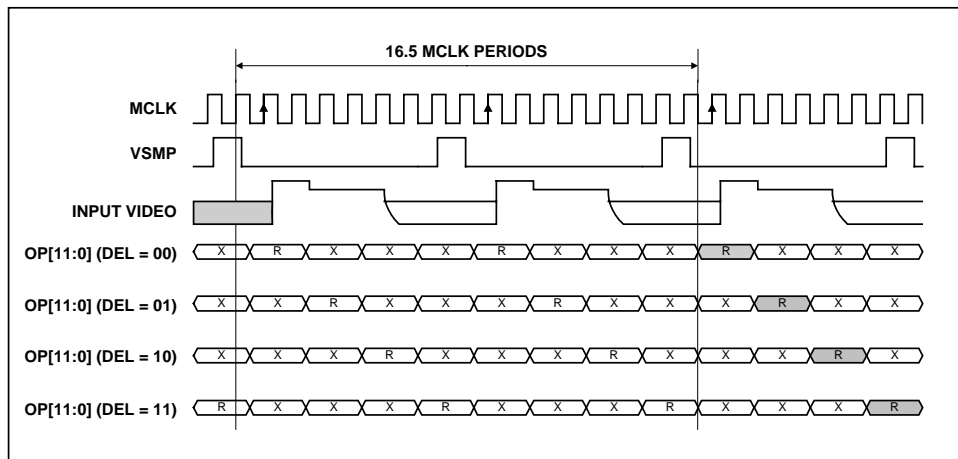 16.5 MCLK PERIODS
MCLK
VSMP
INPUT VIDEO
OP[11:0] (DEL = 00) X R X X X R X X X R X X X
OP[11:0] (DEL = 01) X X R X X X R X X X R X X
OP[11:0] (DEL = 10) X X X R X X X R X X X R X
OP[11:0] (DEL = 11) R X X X R X X X R X X X R